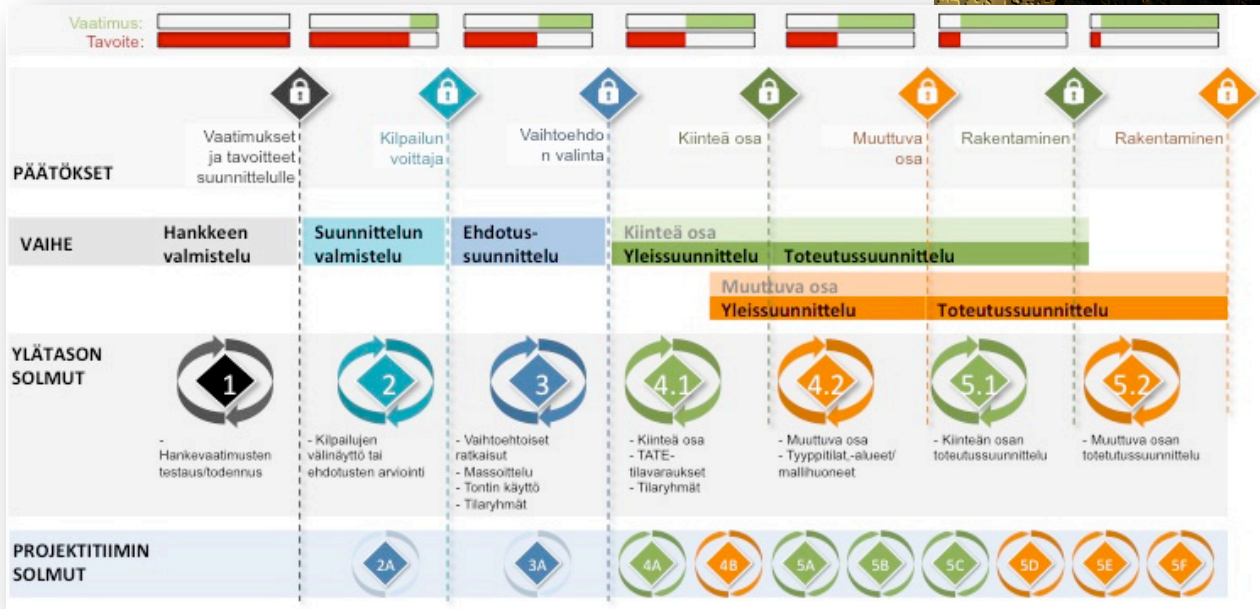 Vaatimus:
Tavoite:
PÄÄTÖKSET
Vaatimukset
ja tavoitteet
suunnittelulle
Kilpailun
voittaja
Vaihtoehdo
n valinta
Kiinteä osa
Muuttuva
osa
Rakentaminen
Rakentaminen
VAIHE
Hankkeen
valmistelu
Suunnittelun
valmistelu
Ehdotus-
suunnittelu
Kiinteä osa
Yleissuunnittelu
Toteutussuunnittelu
Muuttuva osa
Yleissuunnittelu
Toteutussuunnittelu
YLÄTASON
SOLMUT
1
-
Hankevaatimusten
testaus/todennus
2
- Kilpailujen
välinäyttö tai
ehdotusten arviointi
3
- Vaihtoehtoiset
ratkaisut
- Massoittelu
- Tontin käyttö
- Tilaryhmät
4.1
- Kiinteä osa
- TATE-
tilavaraukset
- Tilaryhmät
4.2
- Muuttuva osa
- Tyyppitilat,-alueet/
mallihuoneet
5.1
- Kiinteän osan
toteutussuunnittelu
5.2
- Muuttuva osan
totetutussuunnittelu
PROJEKTITIIMIN
SOLMUT
2A
3A
4A
4B
5A
5B
5C
5D
5E
5F